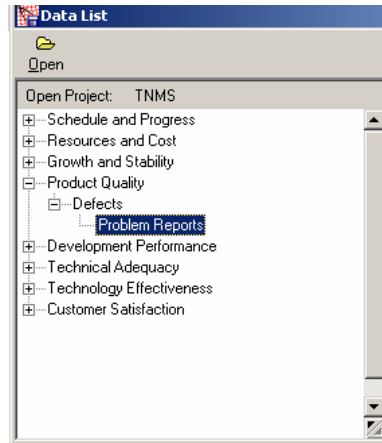 Data List
Open
Open Project: TNMS
Schedule and Progress
Resources and Cost
Growth and Stability
Product Quality
Defects
Problem Reports
Development Performance
Technical Adequacy
Technology Effectiveness
Customer Satisfaction